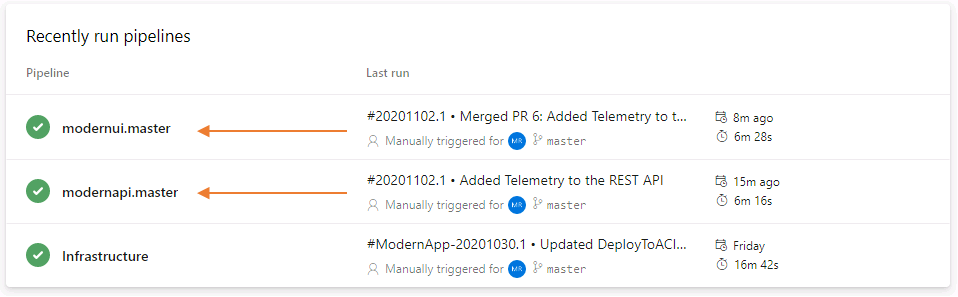 Recently run pipelines
Pipeline Last run
modernui.master #20201102.1 • Merged PR 6: Added Telemetry to t... 8m ago
Manually triggered for MR master 6m 28s
modernapi.master #20201102.1 • Added Telemetry to the REST API 15m ago
Manually triggered for MR master 6m 16s
Infrastructure #ModernApp-20201030.1 • Updated DeployToACI... Friday
Manually triggered for MR master 16m 42s